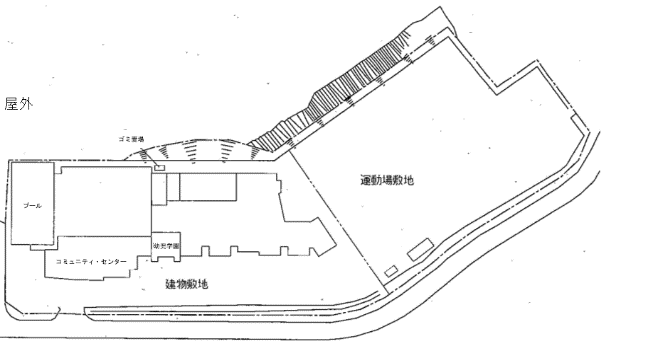 屋外
ゴミ置場
運動場敷地
プール
幼児学園
コミュニティ・センター
建物敷地